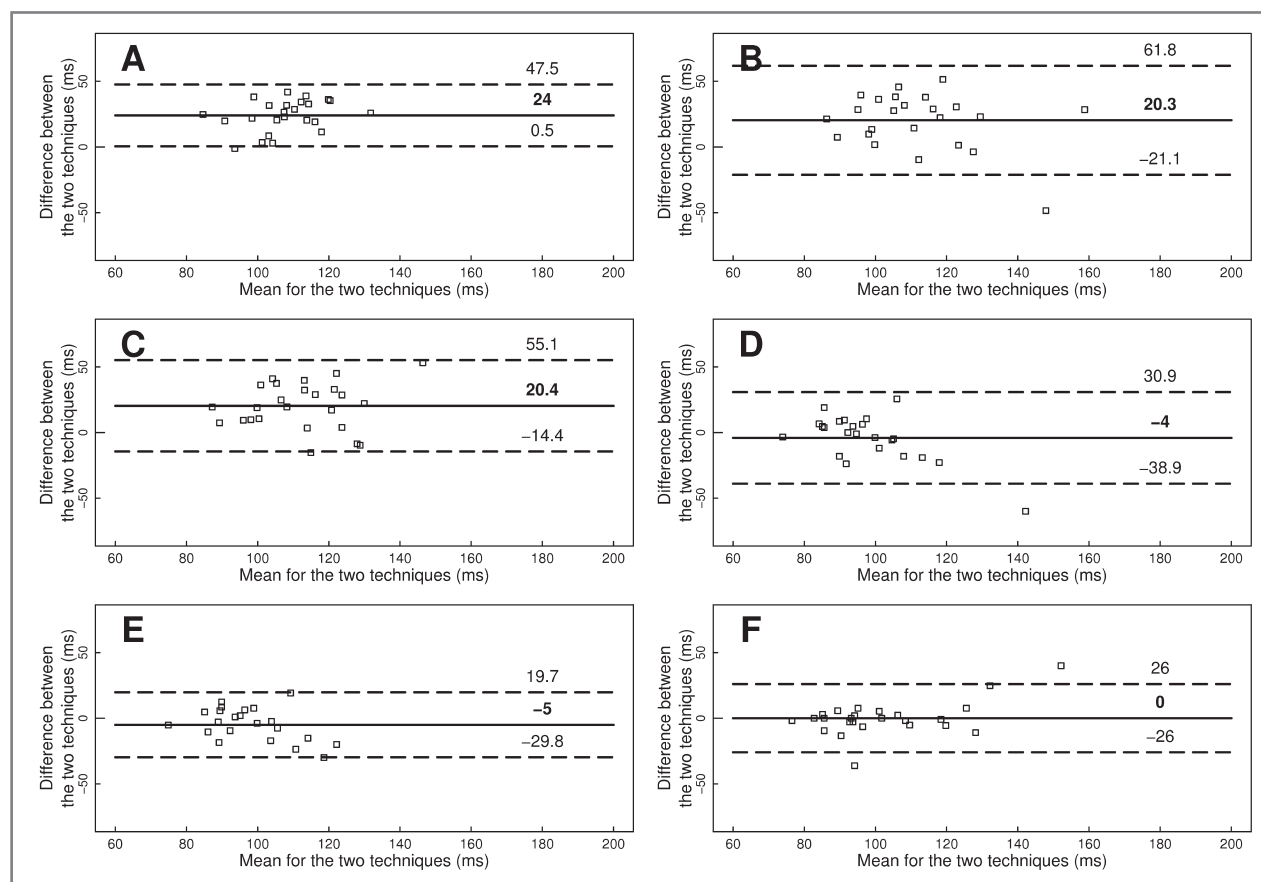 A
Difference between
the two techniques (ms)
50
0
−50
47.5
24
0.5
60 80 100 120 140 160 180 200
Mean for the two techniques (ms)
B
Difference between
the two techniques (ms)
50
0
−50
61.8
20.3
−21.1
60 80 100 120 140 160 180 200
Mean for the two techniques (ms)
C
Difference between
the two techniques (ms)
50
0
−50
55.1
20.4
−14.4
60 80 100 120 140 160 180 200
Mean for the two techniques (ms)
D
Difference between
the two techniques (ms)
50
0
−50
30.9
−4
−38.9
60 80 100 120 140 160 180 200
Mean for the two techniques (ms)
E
Difference between
the two techniques (ms)
50
0
−50
19.7
−5
−29.8
60 80 100 120 140 160 180 200
Mean for the two techniques (ms)
F
Difference between
the two techniques (ms)
50
0
−50
26
0
−26
60 80 100 120 140 160 180 200
Mean for the two techniques (ms)